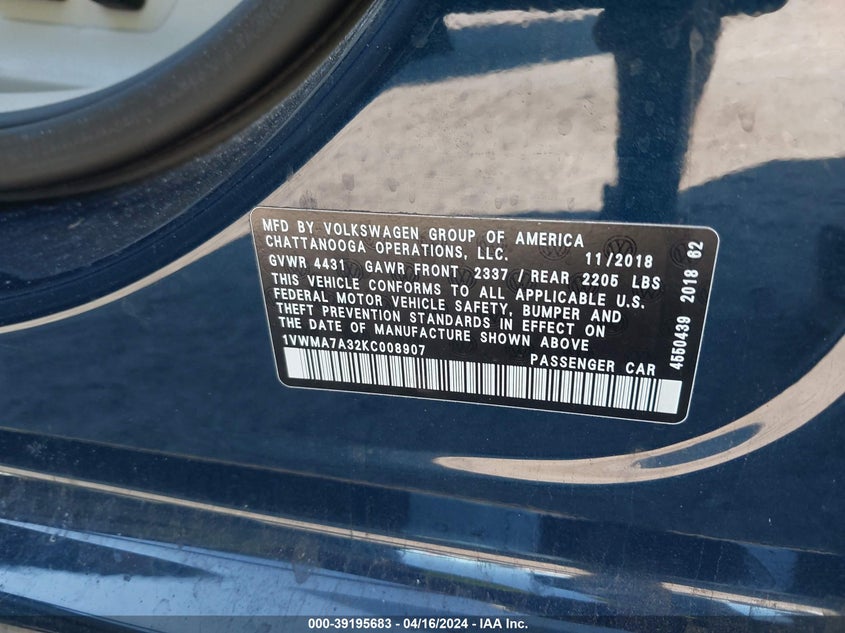 MFD BY VOLKSWAGEN GROUP OF AMERICA
CHATTANOOGA OPERATIONS, LLC. 11/2018
GVWR 4431 GAWR FRONT 2337 / REAR 2205 LBS
THIS VEHICLE CONFORMS TO ALL APPLICABLE U.S.
FEDERAL MOTOR VEHICLE SAFETY, BUMPER AND
THEFT PREVENTION STANDARDS IN EFFECT ON
THE DATE OF MANUFACTURE SHOWN ABOVE
1VWMA7A32KC008907 PASSENGER CAR
4550439 2018 62
000-39195683 - 04/16/2024 - IAA Inc.